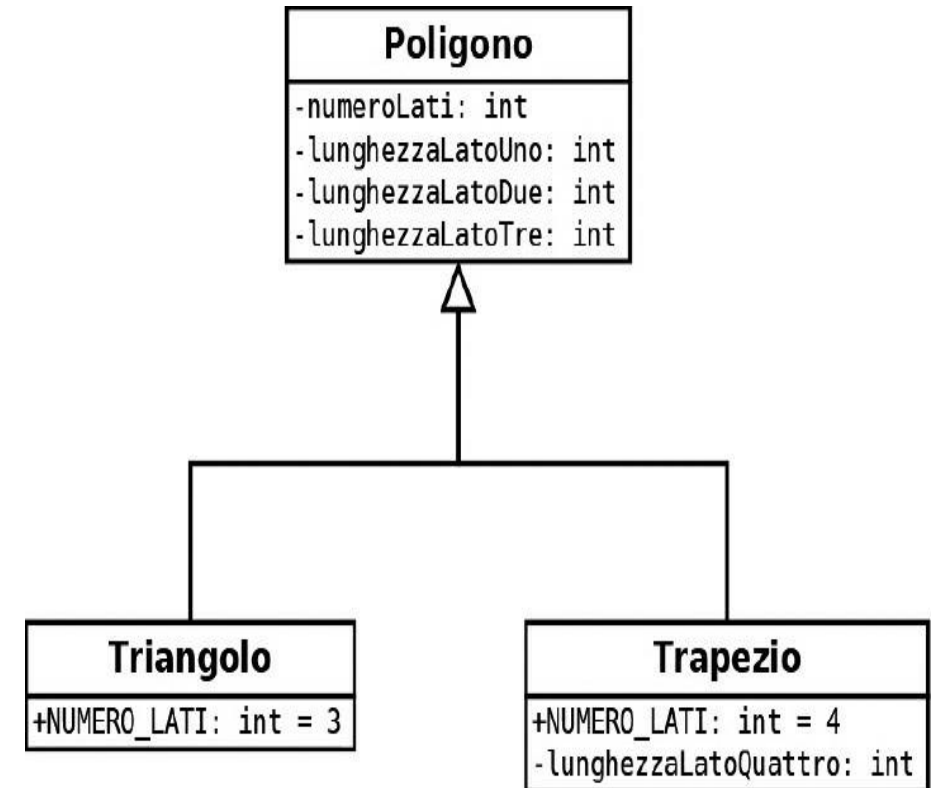 Poligono
-numeroLati: int
-lunghezzaLatoUno: int
-lunghezzaLatoDue: int
-lunghezzaLatoTre: int
Triangolo
+NUMERO_LATI: int = 3
Trapezio
+NUMERO_LATI: int = 4
-lunghezzaLatoQuattro: int